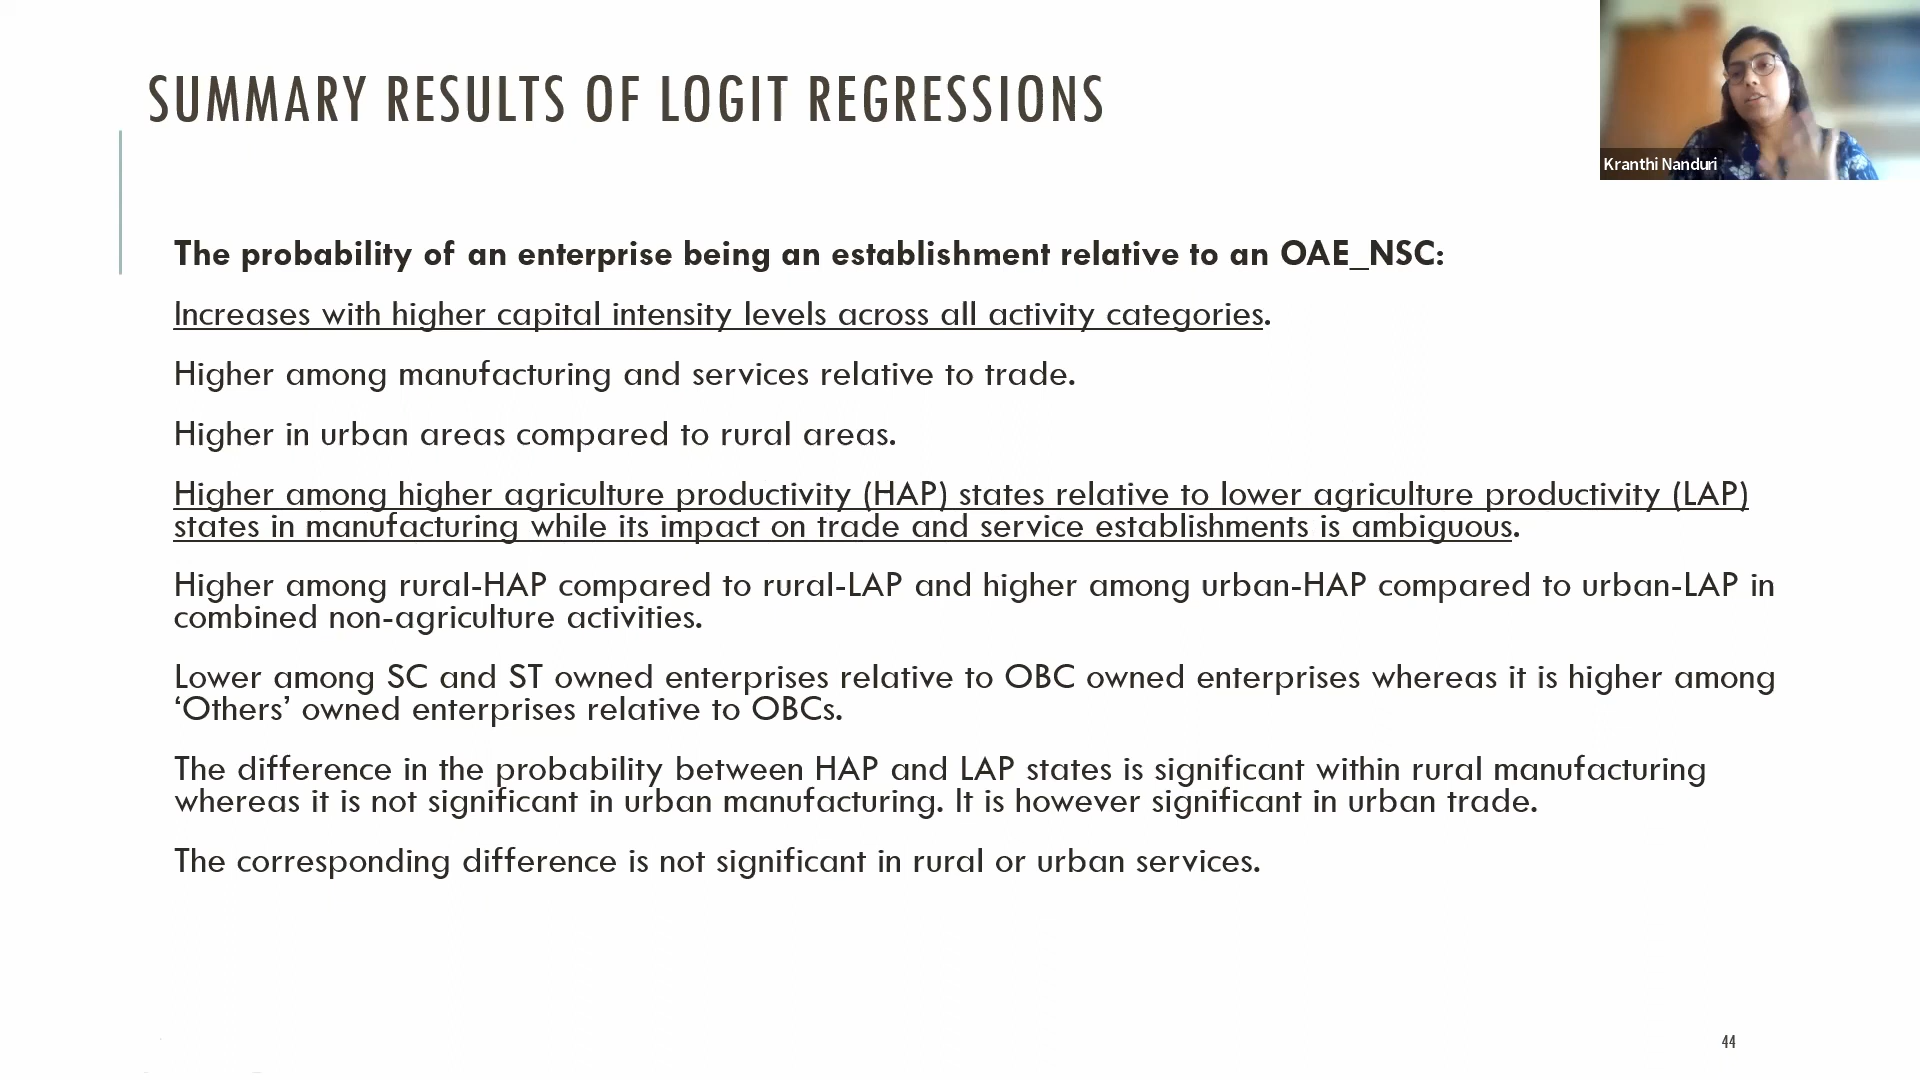 SUMMARY RESULTS OF LOGIT REGRESSIONS
Kranthi Nanduri
The probability of an enterprise being an establishment relative to an OAE_NSC:
Increases with higher capital intensity levels across all activity categories.
Higher among manufacturing and services relative to trade.
Higher in urban areas compared to rural areas.
Higher among higher agriculture productivity (HAP) states relative to lower agriculture productivity (LAP)
states in manufacturing while its impact on trade and service establishments is ambiguous.
Higher among rural-HAP compared to rural-LAP and higher among urban-HAP compared to urban-LAP in
combined non-agriculture activities.
Lower among SC and ST owned enterprises relative to OBC owned enterprises whereas it is higher among
‘Others’ owned enterprises relative to OBCs.
The difference in the probability between HAP and LAP states is significant within rural manufacturing
whereas it is not significant in urban manufacturing. It is however significant in urban trade.
The corresponding difference is not significant in rural or urban services.
44